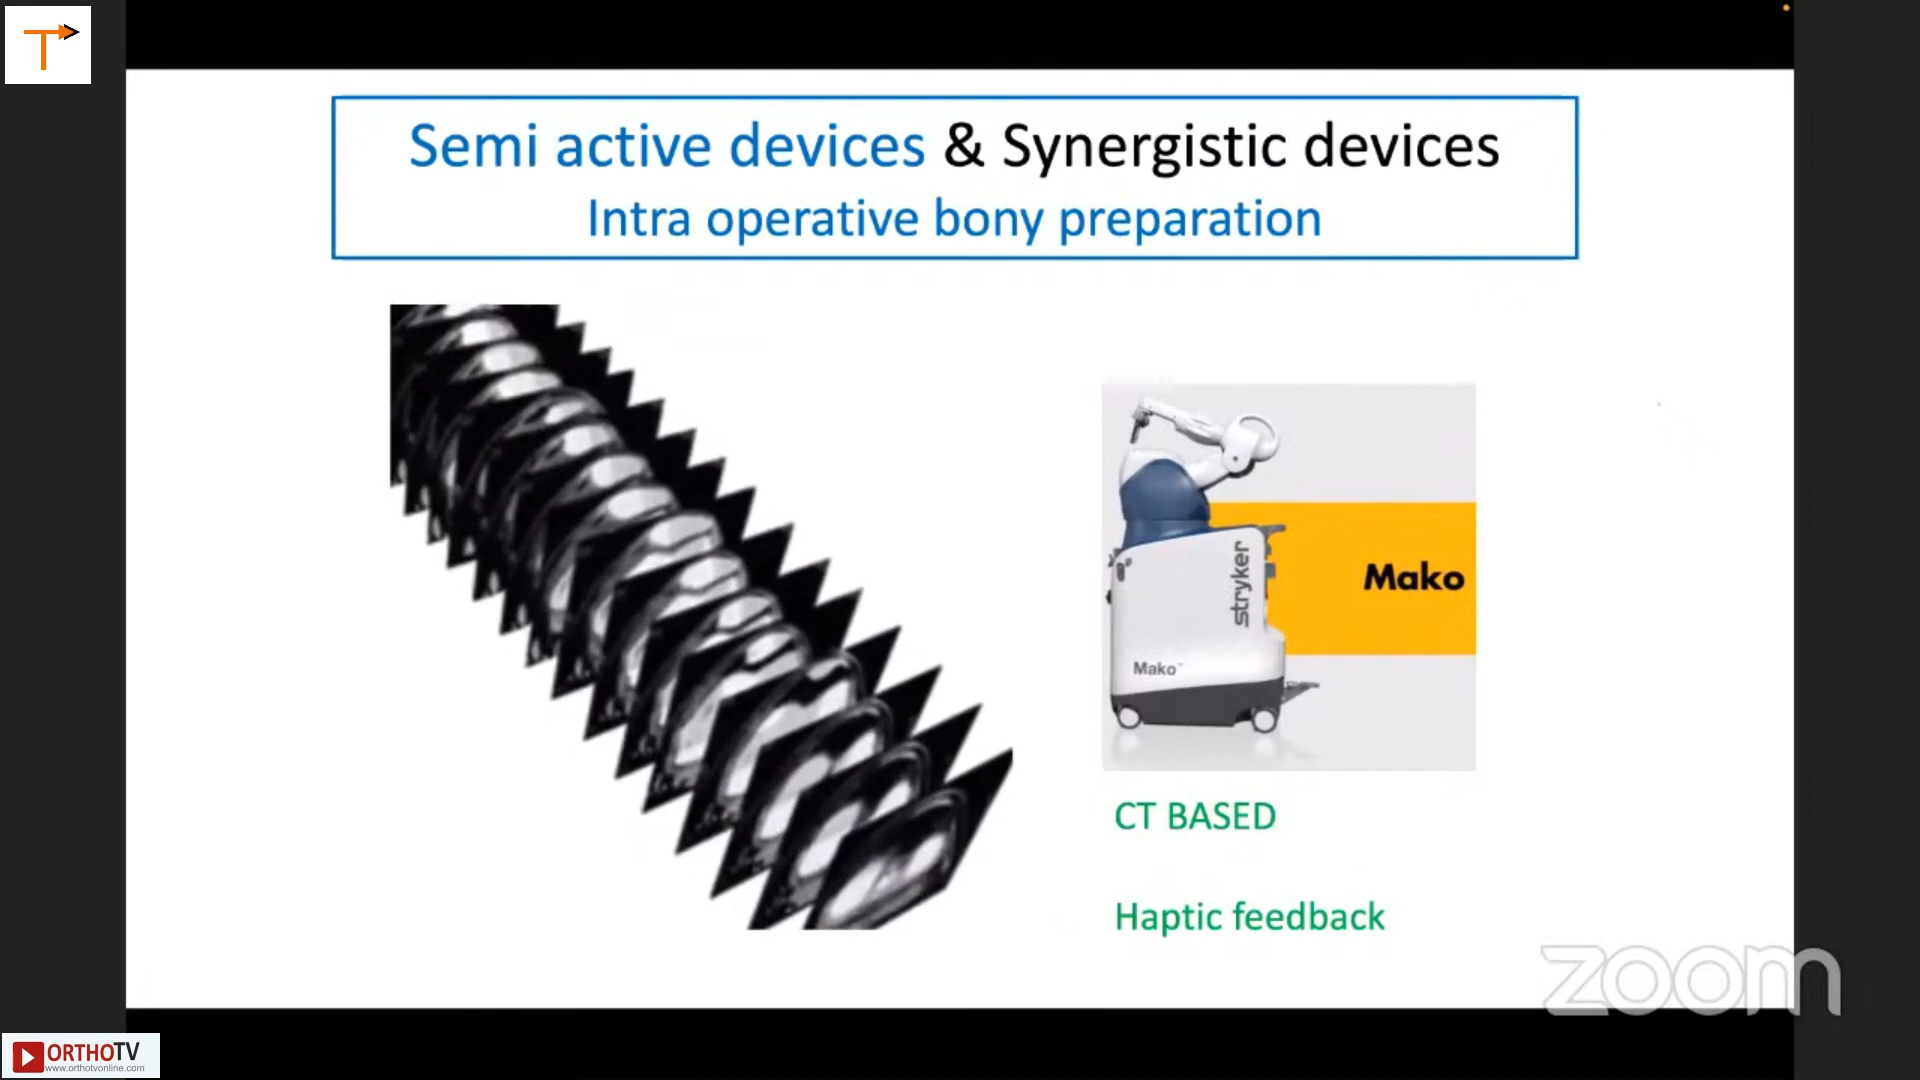 T
Semi active devices & Synergistic devices
Intra operative bony preparation
stryker
Mako
Mako™
CT BASED
Haptic feedback
zoom
ORTHOTV
www.orthotvonline.com